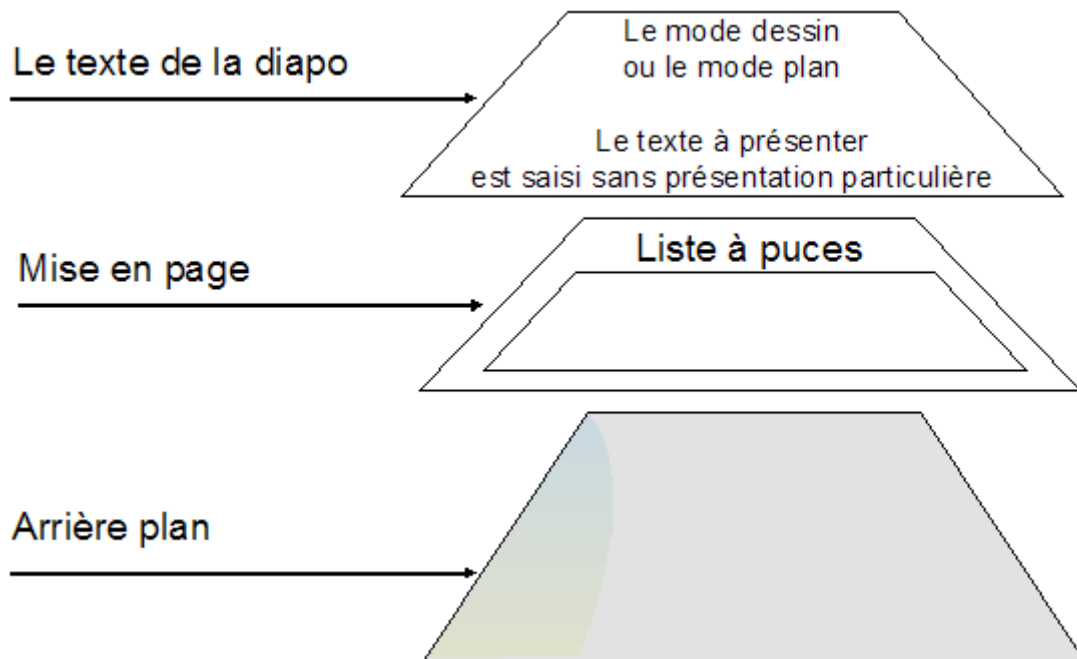 Le texte de la diapo
Le mode dessin
ou le mode plan
Le texte à présenter
est saisi sans présentation particulière
Mise en page
Liste à puces
Arrière plan